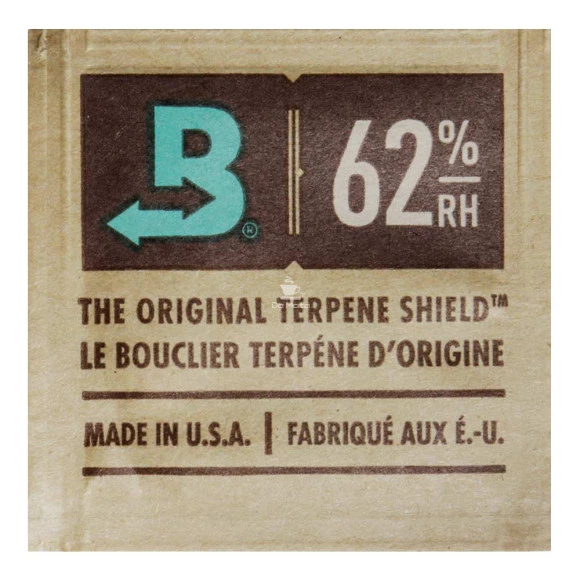 B®
62% RH
THE ORIGINAL TERPENE SHIELD™
LE BOUCLIER TERPÉNE D'ORIGINE
MADE IN U.S.A. | FABRIQUÉ AUX É.-U.